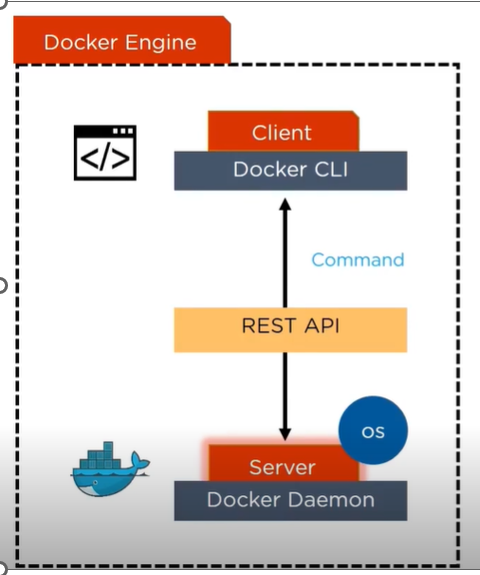 Docker Engine
</>
Client
Docker CLI
Command
REST API
OS
Server
Docker Daemon